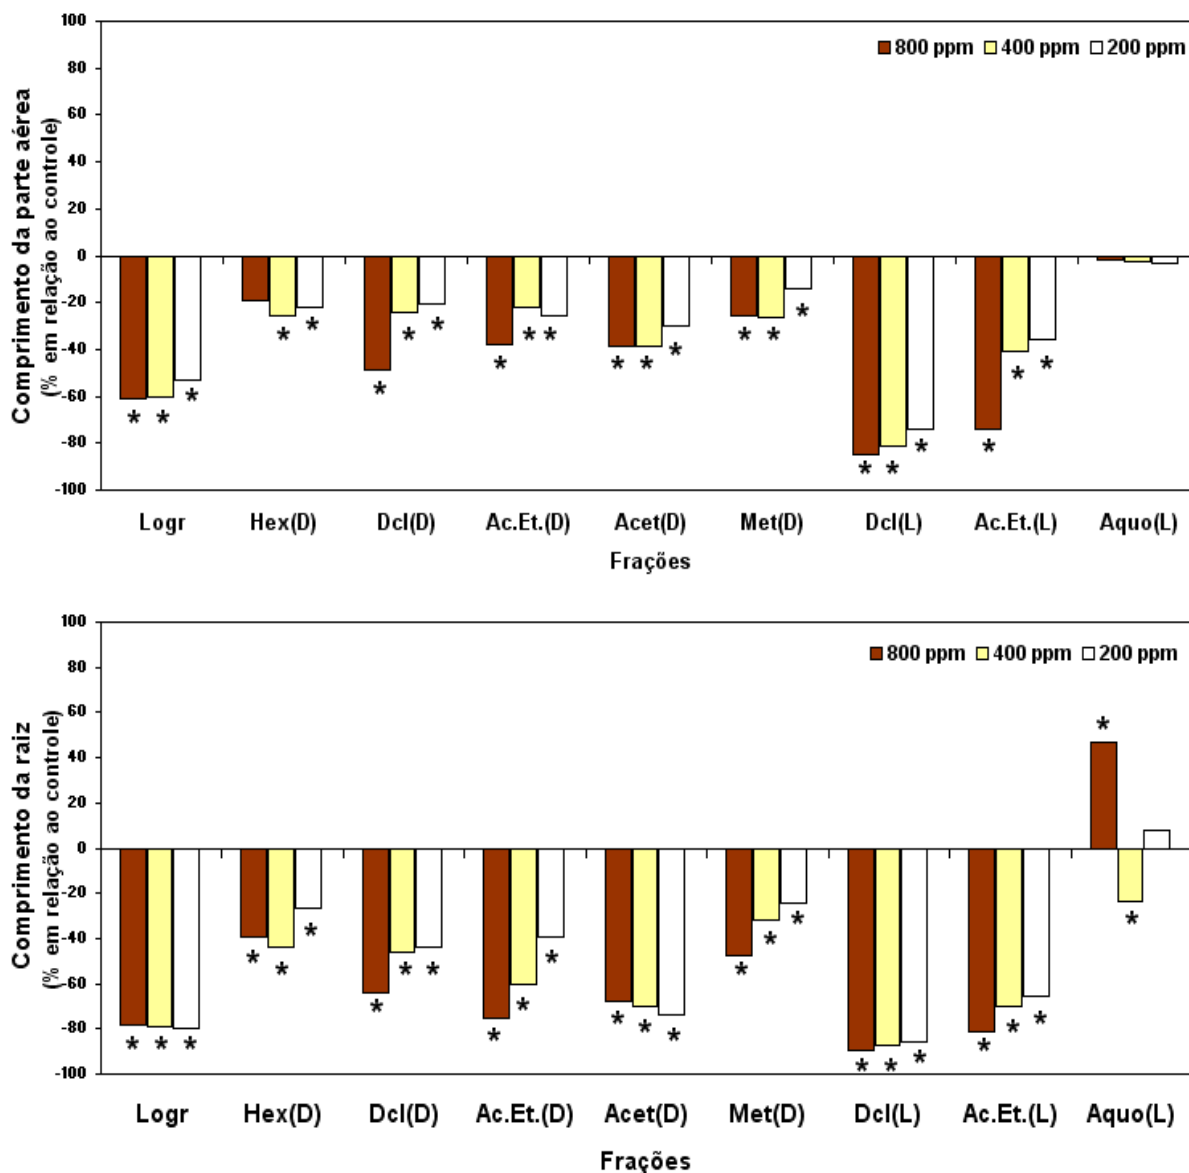 Comprimento da parte aérea
(% em relação ao controle)
100
80
60
40
20
0
-20
-40
-60
-80
-100
800 ppm 400 ppm 200 ppm
* * *
* *
* * *
* * *
* * *
* * *
* * *
* * *
Logr Hex(D) Dcl(D) Ac.Et.(D) Acet(D) Met(D) Dcl(L) Ac.Et.(L) Aquo(L)
Frações
Comprimento da raiz
(% em relação ao controle)
100
80
60
40
20
0
-20
-40
-60
-80
-100
800 ppm 400 ppm 200 ppm
* * *
* * *
* * *
* * *
* * *
* * *
* * *
* * *
* *
Logr Hex(D) Dcl(D) Ac.Et.(D) Acet(D) Met(D) Dcl(L) Ac.Et.(L) Aquo(L)
Frações